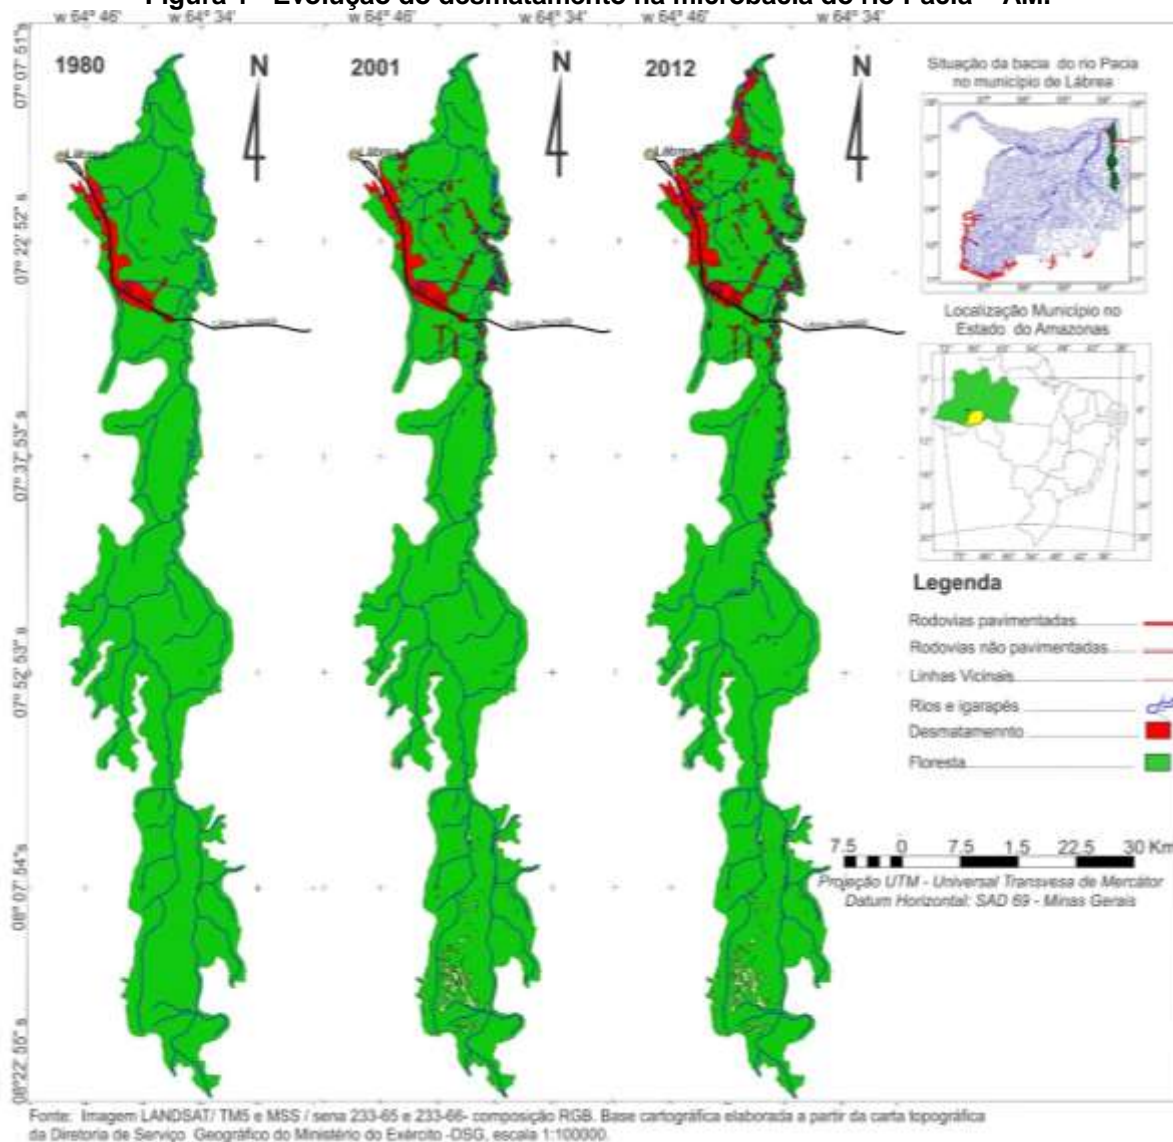 Figura 1 - Evolução do desmatamento na microbacia do rio Paciá – AM.
w 64° 46' w 64° 34' w 64° 46' w 64° 34' w 64° 46' w 64° 34'
1980
N
2001
N
2012
N
07° 07' 51" s
07° 22' 52" s
07° 37' 53" s
07° 52' 53" s
08° 07' 54" s
08° 22' 55" s
Lábrea
Lábrea
Lábrea
Situação da bacia do rio Pacia
no município de Lábrea
Localização Município no
Estado do Amazonas
Legenda
Rodovias pavimentadas
Rodovias não pavimentadas
Linhas Vicinais
Rios e igarapés
Desmatamennto
Floresta
7.5 0 7.5 1.5 22.5 30 Km
Projeção UTM - Universal Transvesa de Mercátor
Datum Horizontal: SAD 69 - Minas Gerais
Fonte: Imagem LANDSAT/ TM5 e MSS / sena 233-65 e 233-66- composição RGB. Base cartográfica elaborada a partir da carta topográfica
da Diretoria de Serviço Geográfico do Ministério do Exército -DSG, escala 1:100000.